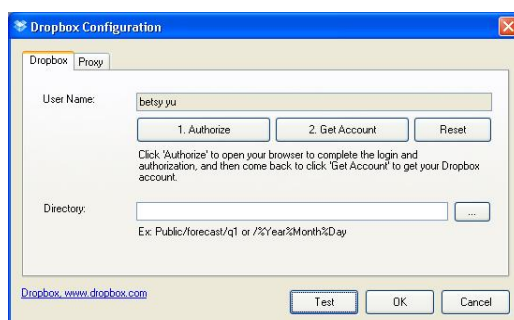 Dropbox Configuration
Dropbox Proxy
User Name: betsy yu
1. Authorize 2. Get Account Reset
Click 'Authorize' to open your browser to complete the login and
authorization, and then come back to click 'Get Account' to get your Dropbox
account.
Directory: ...
Ex: Public/forecast/q1 or /%Year%Month%Day
Dropbox, www.dropbox.com
Test OK Cancel